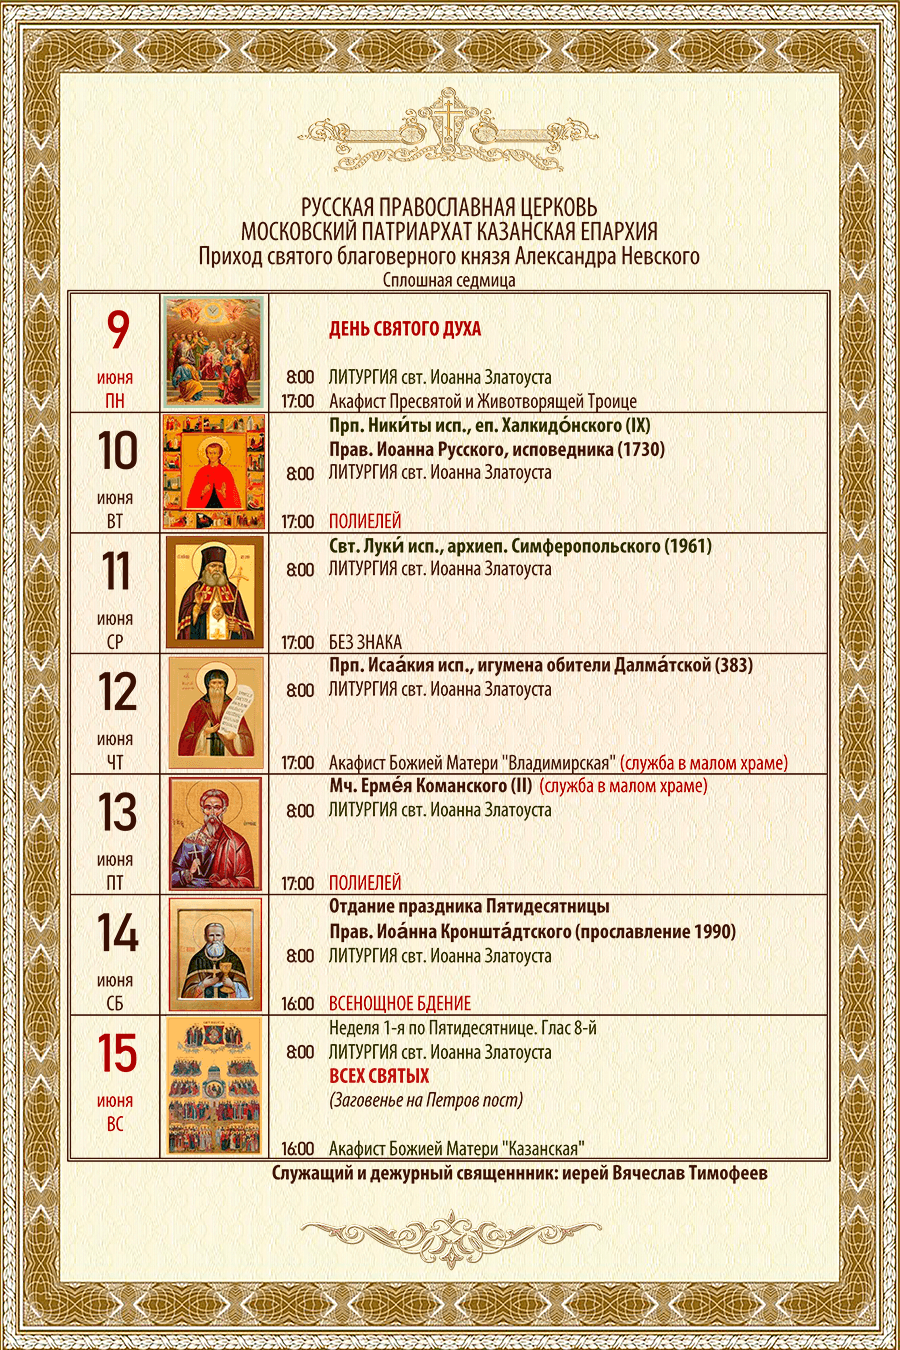 РУССКАЯ ПРАВОСЛАВНАЯ ЦЕРКОВЬ
МОСКОВСКИЙ ПАТРИАРХАТ КАЗАНСКАЯ ЕПАРХИЯ
Приход святого благоверного князя Александра Невского
Сплошная седмица
9
июня
ПН
ДЕНЬ СВЯТОГО ДУХА
8:00 ЛИТУРГИЯ свт. Иоанна Златоуста
17:00 Акафист Пресвятой и Животворящей Троице
10
июня
ВТ
Прп. Ники́ты исп., еп. Халкидо́нского (IX)
Прав. Иоанна Русского, исповедника (1730)
8:00 ЛИТУРГИЯ свт. Иоанна Златоуста
17:00 ПОЛИЕЛЕЙ
11
июня
СР
Свт. Луки́ исп., архиеп. Симферопольского (1961)
8:00 ЛИТУРГИЯ свт. Иоанна Златоуста
17:00 БЕЗ ЗНАКА
12
июня
ЧТ
Прп. Исаа́кия исп., игумена обители Далма́тской (383)
8:00 ЛИТУРГИЯ свт. Иоанна Златоуста
17:00 Акафист Божией Матери "Владимирская" (служба в малом храме)
13
июня
ПТ
Мч. Ерме́я Команского (II) (служба в малом храме)
8:00 ЛИТУРГИЯ свт. Иоанна Златоуста
17:00 ПОЛИЕЛЕЙ
14
июня
СБ
Отдание праздника Пятидесятницы
Прав. Иоа́нна Кроншта́дтского (прославление 1990)
8:00 ЛИТУРГИЯ свт. Иоанна Златоуста
16:00 ВСЕНОЩНОЕ БДЕНИЕ
15
июня
ВС
Неделя 1-я по Пятидесятнице. Глас 8-й
8:00 ЛИТУРГИЯ свт. Иоанна Златоуста
ВСЕХ СВЯТЫХ
(Заговенье на Петров пост)
16:00 Акафист Божией Матери "Казанская"
Служащий и дежурный священнник: иерей Вячеслав Тимофеев